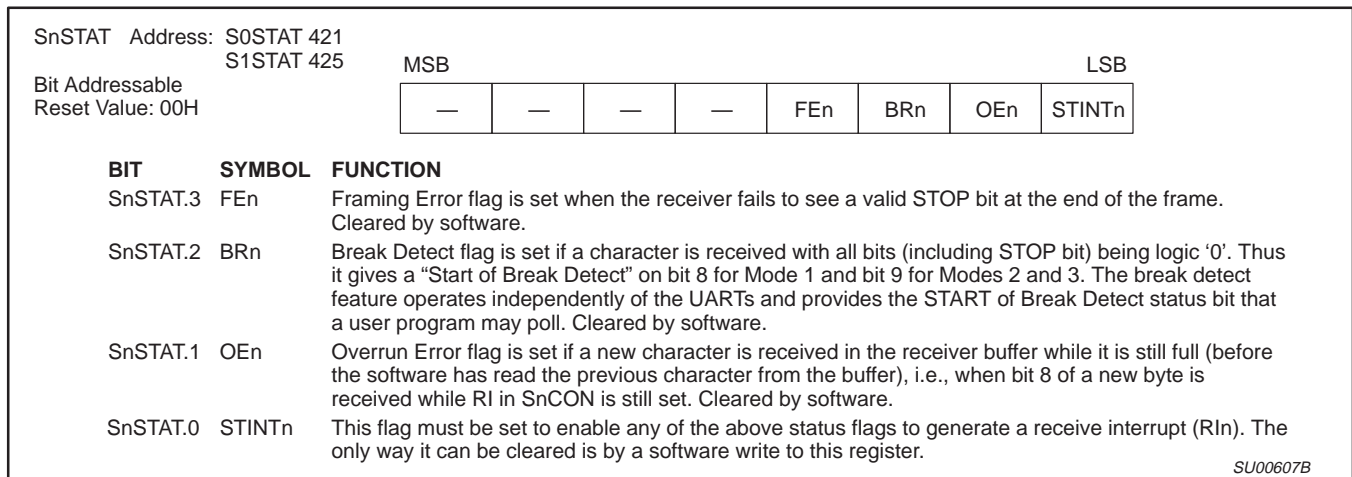 SnSTAT Address: S0STAT 421
S1STAT 425
MSB LSB
Bit Addressable
Reset Value: 00H
— — — — FEn BRn OEn STINTn
BIT SYMBOL FUNCTION
SnSTAT.3 FEn Framing Error flag is set when the receiver fails to see a valid STOP bit at the end of the frame.
Cleared by software.
SnSTAT.2 BRn Break Detect flag is set if a character is received with all bits (including STOP bit) being logic ‘0’. Thus
it gives a “Start of Break Detect” on bit 8 for Mode 1 and bit 9 for Modes 2 and 3. The break detect
feature operates independently of the UARTs and provides the START of Break Detect status bit that
a user program may poll. Cleared by software.
SnSTAT.1 OEn Overrun Error flag is set if a new character is received in the receiver buffer while it is still full (before
the software has read the previous character from the buffer), i.e., when bit 8 of a new byte is
received while RI in SnCON is still set. Cleared by software.
SnSTAT.0 STINTn This flag must be set to enable any of the above status flags to generate a receive interrupt (RIn). The
only way it can be cleared is by a software write to this register.
SU00607B